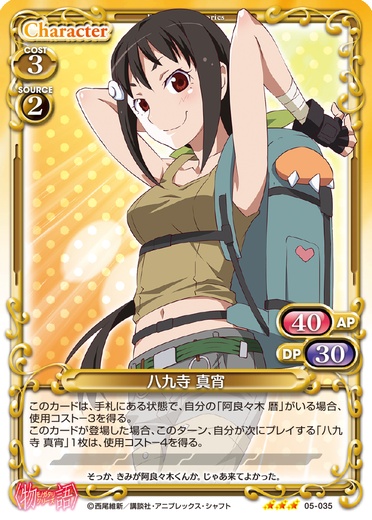 Character
COST
3
SOURCE
2
40 AP
DP 30
八九寺 真宵
このカードは、手札にある状態で、自分の「阿良々木 暦」がいる場合、
使用コスト－3を得る。
このカードが登場した場合、このターン、自分が次にプレイする「八九
寺 真宵」1枚は、使用コスト－4を得る。
そっか、きみが阿良々木くんか。じゃあ来てよかった。
物語
©西尾維新／講談社・アニプレックス・シャフト
05-035